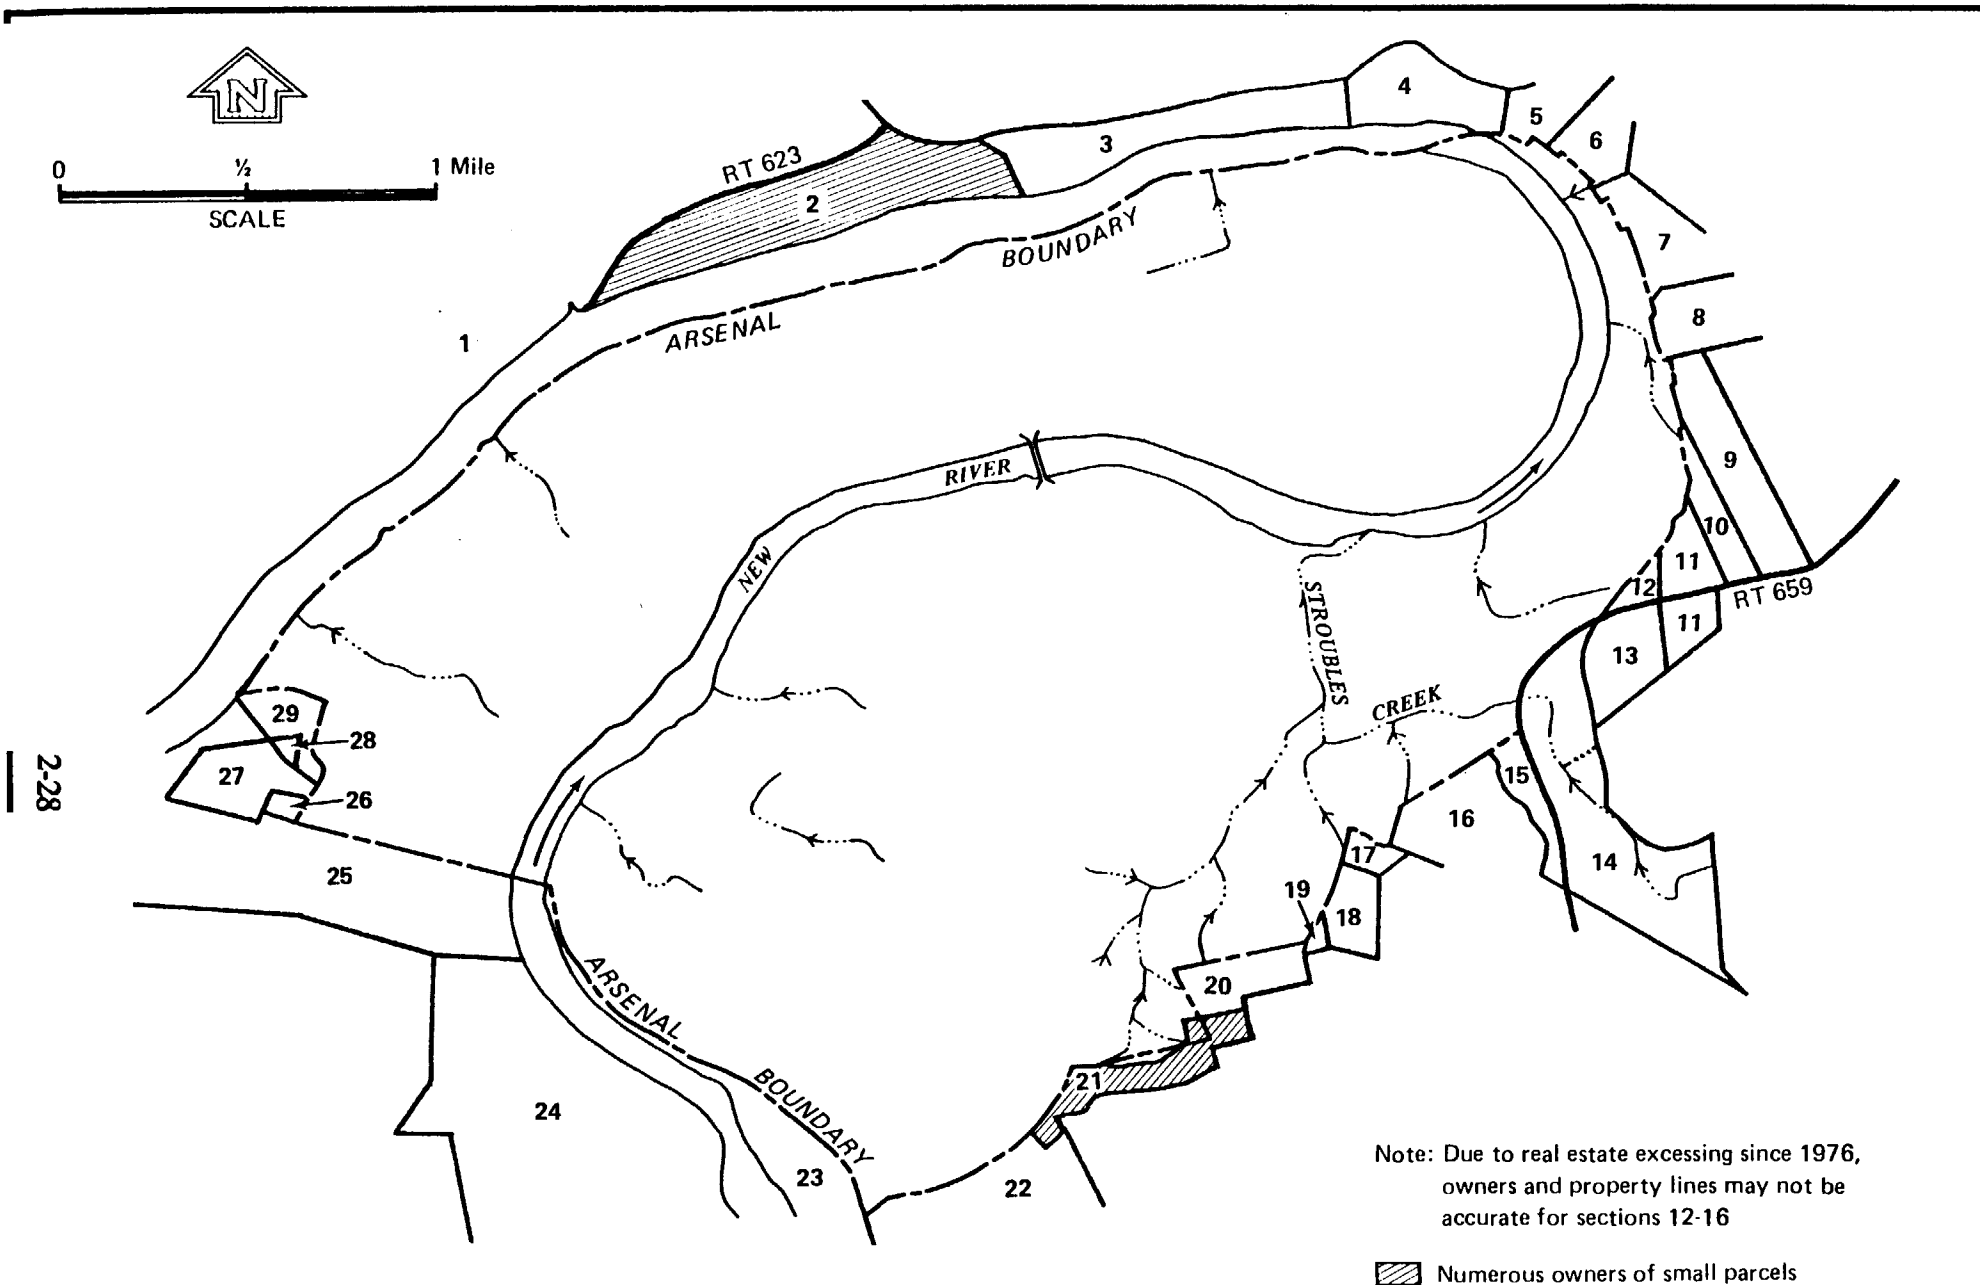 N
0 ½ 1 Mile
SCALE
RT 623
1
2
3
4
5
6
7
8
9
10
11
12
RT 659
11
13
14
15
16
17
18
19
20
21
22
23
24
25
26
27
28
29
ARSENAL
BOUNDARY
NEW
RIVER
STROUBLES
CREEK
ARSENAL
BOUNDARY
2-28
Note: Due to real estate excessing since 1976,
owners and property lines may not be
accurate for sections 12-16
Numerous owners of small parcels